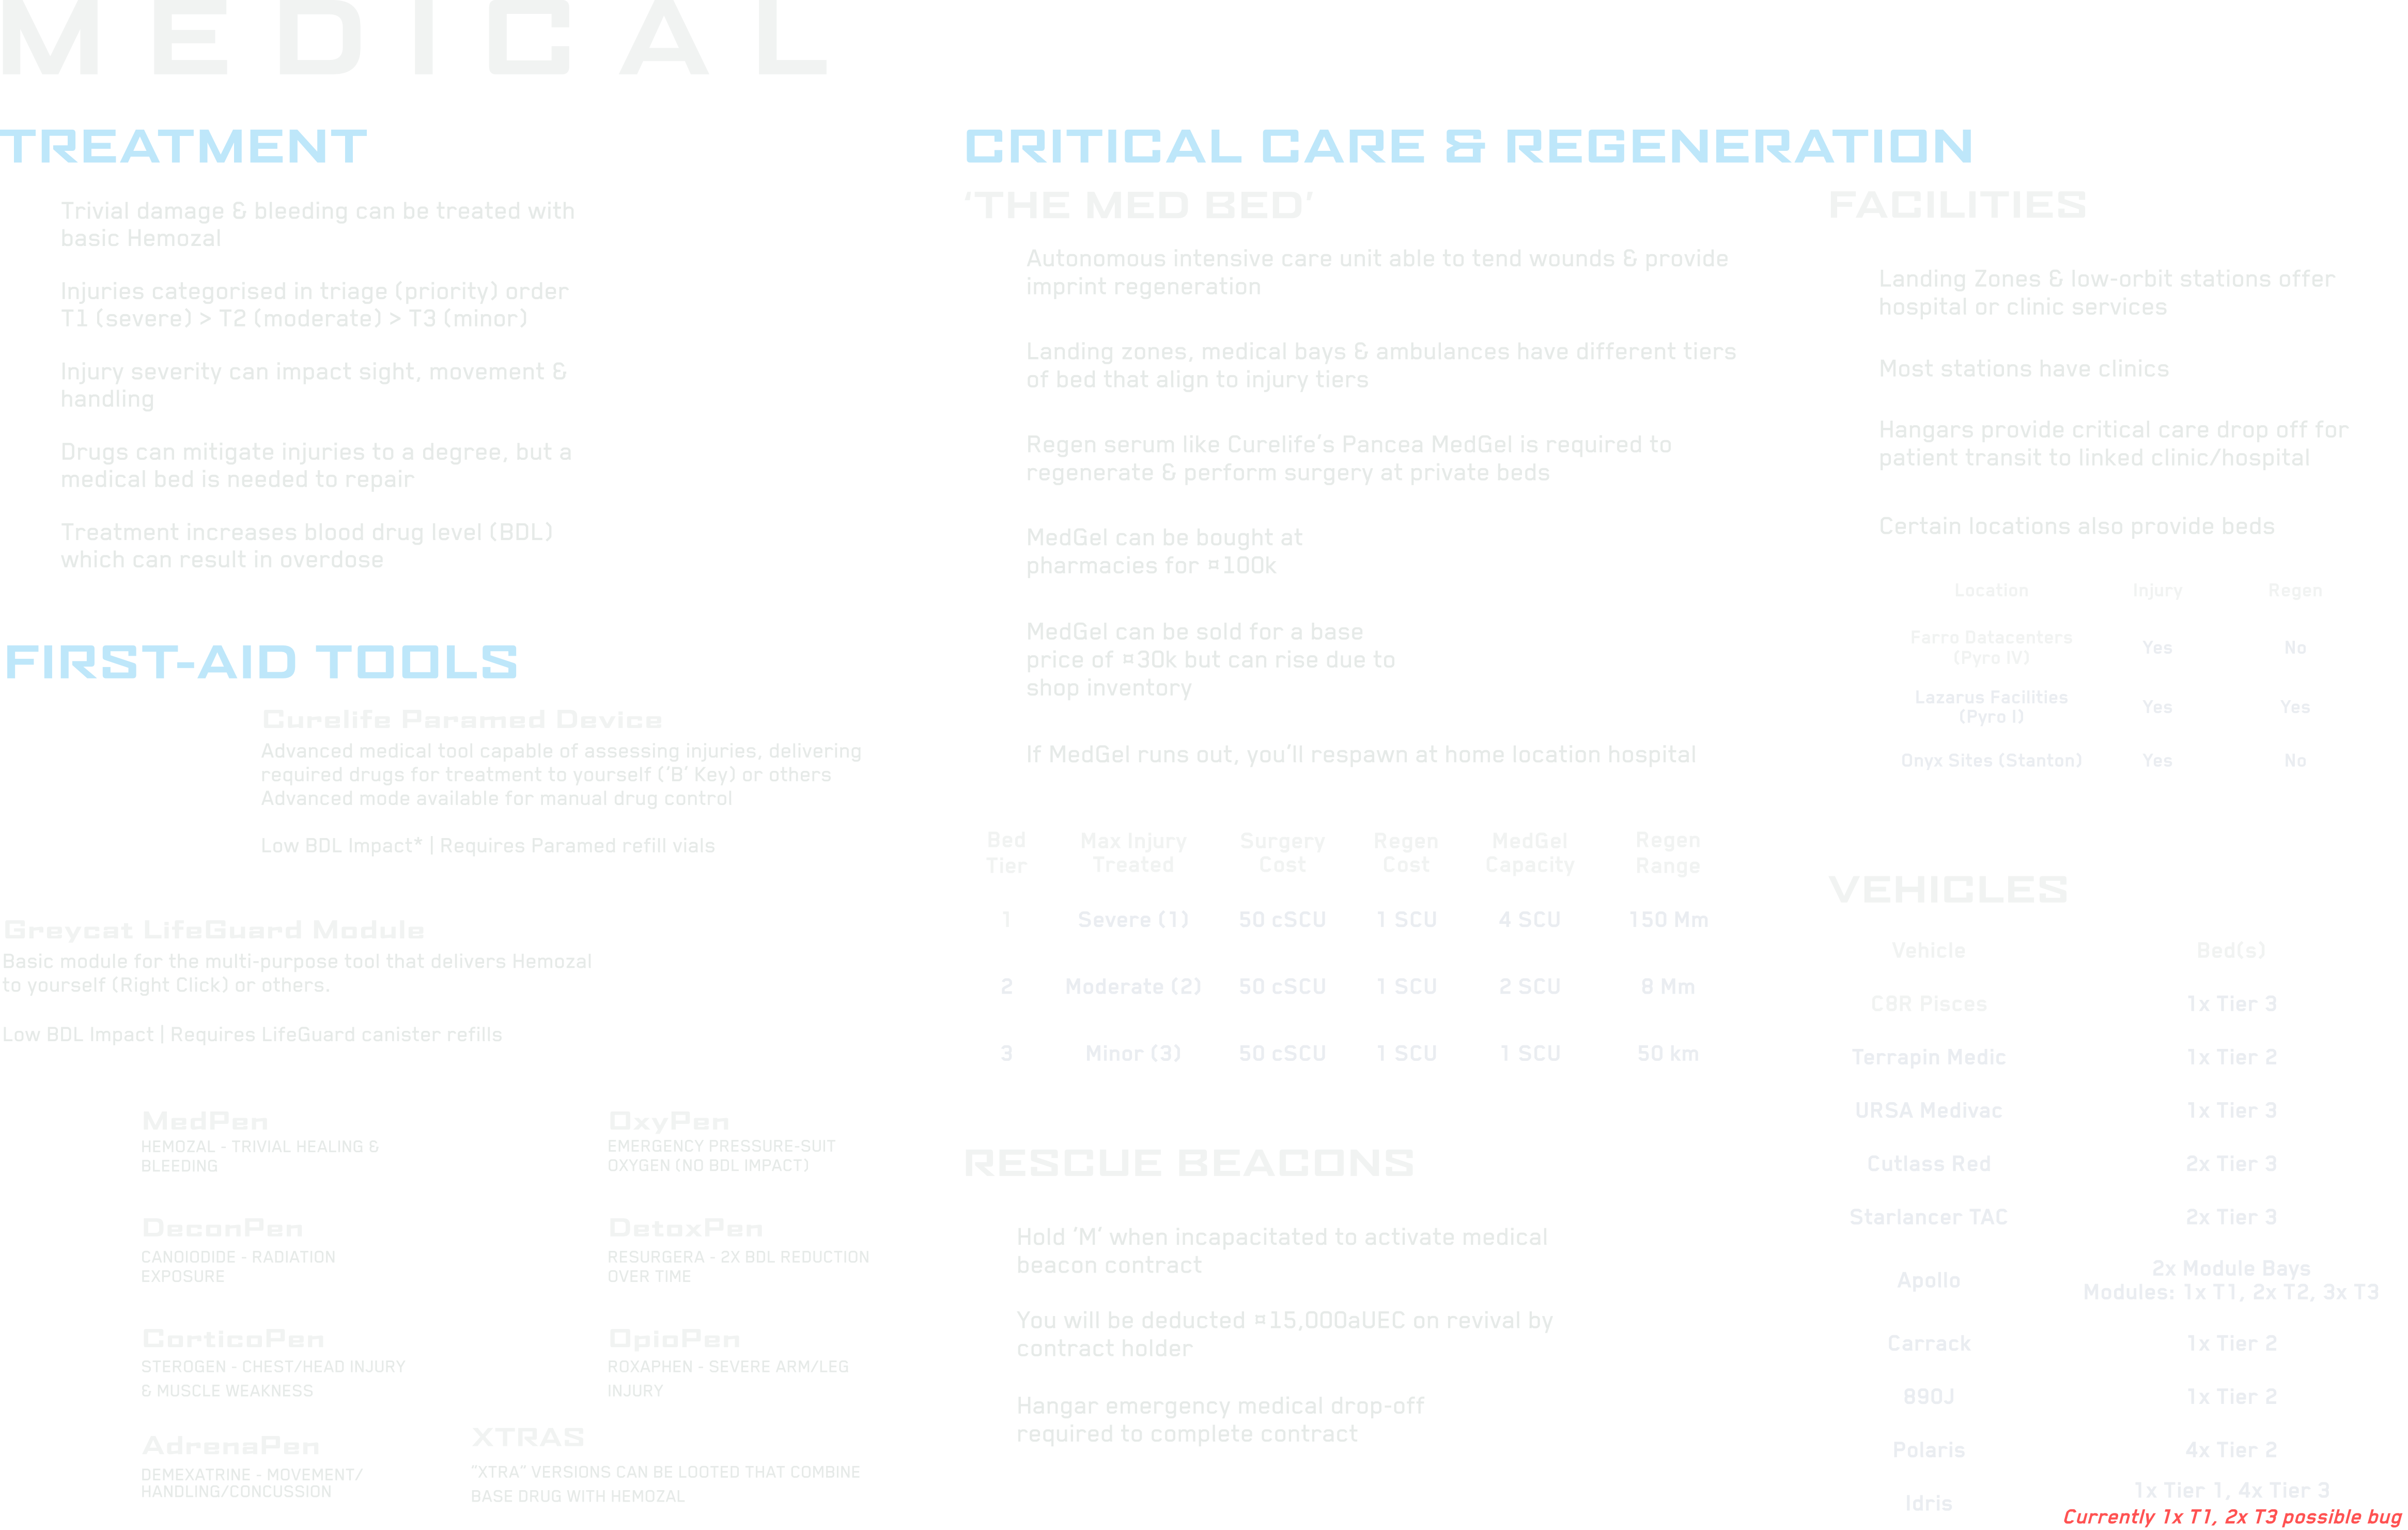 MEDICAL
TREATMENT
Trivial damage & bleeding can be treated with
basic Hemozal
Injuries categorised in triage (priority) order
T1 (severe) > T2 (moderate) > T3 (minor)
Injury severity can impact sight, movement &
handling
Drugs can mitigate injuries to a degree, but a
medical bed is needed to repair
Treatment increases blood drug level (BDL)
which can result in overdose
FIRST-AID TOOLS
Curelife Paramed Device
Advanced medical tool capable of assessing injuries, delivering
required drugs for treatment to yourself ('B' Key) or others
Advanced mode available for manual drug control
Low BDL Impact* | Requires Paramed refill vials
Greycat LifeGuard Module
Basic module for the multi-purpose tool that delivers Hemozal
to yourself (Right Click) or others.
Low BDL Impact | Requires LifeGuard canister refills
MedPen
HEMOZAL - TRIVIAL HEALING &
BLEEDING
OxyPen
EMERGENCY PRESSURE-SUIT
OXYGEN (NO BDL IMPACT)
DeconPen
CANOIODIDE - RADIATION
EXPOSURE
DetoxPen
RESURGERA - 2X BDL REDUCTION
OVER TIME
CorticoPen
STEROGEN - CHEST/HEAD INJURY
& MUSCLE WEAKNESS
OpioPen
ROXAPHEN - SEVERE ARM/LEG
INJURY
AdrenaPen
DEMEXATRINE - MOVEMENT/
HANDLING/CONCUSSION
XTRAS
"XTRA" VERSIONS CAN BE LOOTED THAT COMBINE
BASE DRUG WITH HEMOZAL
CRITICAL CARE & REGENERATION
'THE MED BED'
Autonomous intensive care unit able to tend wounds & provide
imprint regeneration
Landing zones, medical bays & ambulances have different tiers
of bed that align to injury tiers
Regen serum like Curelife's Pancea MedGel is required to
regenerate & perform surgery at private beds
MedGel can be bought at
pharmacies for ¤100k
MedGel can be sold for a base
price of ¤30k but can rise due to
shop inventory
If MedGel runs out, you'll respawn at home location hospital
Bed Tier Max Injury Treated Surgery Cost Regen Cost MedGel Capacity Regen Range
1 Severe (1) 50 cSCU 1 SCU 4 SCU 150 Mm
2 Moderate (2) 50 cSCU 1 SCU 2 SCU 8 Mm
3 Minor (3) 50 cSCU 1 SCU 1 SCU 50 km
RESCUE BEACONS
Hold 'M' when incapacitated to activate medical
beacon contract
You will be deducted ¤15,000aUEC on revival by
contract holder
Hangar emergency medical drop-off
required to complete contract
FACILITIES
Landing Zones & low-orbit stations offer
hospital or clinic services
Most stations have clinics
Hangars provide critical care drop off for
patient transit to linked clinic/hospital
Certain locations also provide beds
Location Injury Regen
Farro Datacenters
(Pyro IV) Yes No
Lazarus Facilities
(Pyro I) Yes Yes
Onyx Sites (Stanton) Yes No
VEHICLES
Vehicle Bed(s)
C8R Pisces 1x Tier 3
Terrapin Medic 1x Tier 2
URSA Medivac 1x Tier 3
Cutlass Red 2x Tier 3
Starlancer TAC 2x Tier 3
Apollo 2x Module Bays
Modules: 1x T1, 2x T2, 3x T3
Carrack 1x Tier 2
890J 1x Tier 2
Polaris 4x Tier 2
Idris 1x Tier 1, 4x Tier 3
Currently 1x T1, 2x T3 possible bug